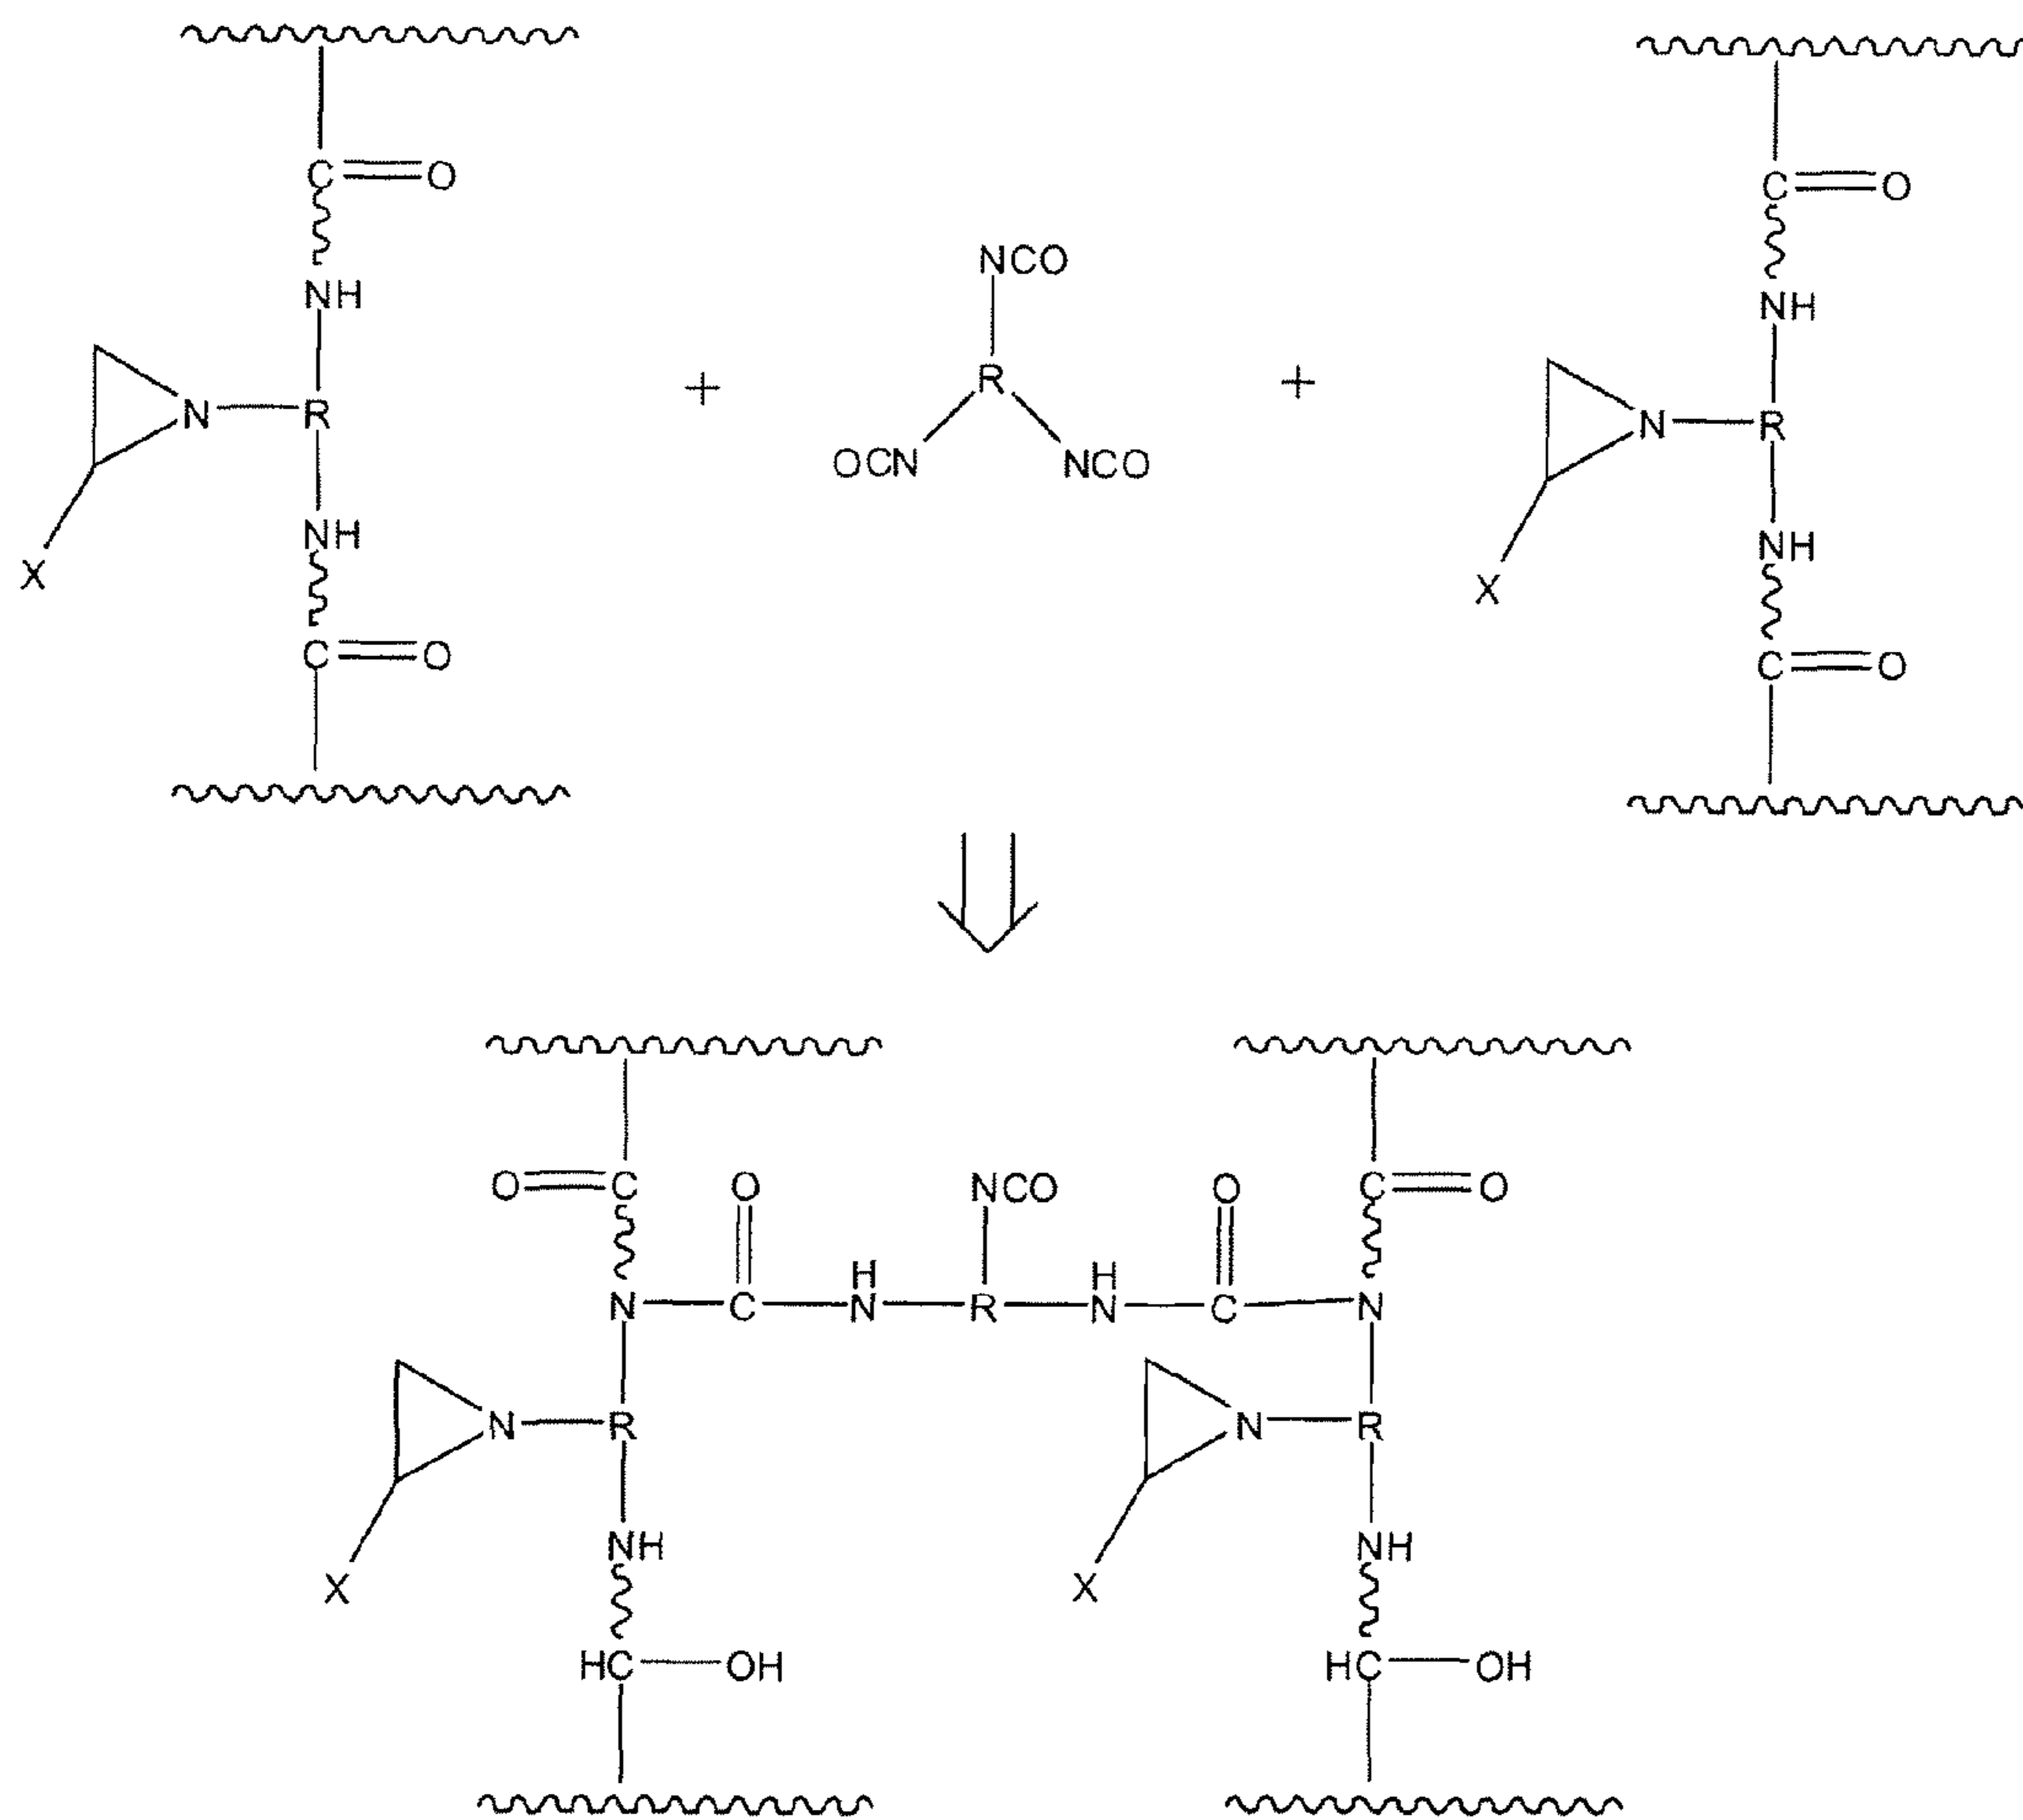 C O C O
NH NCO NH
N R + R + N R
OCN NCO
X NH NH X
C O C O
O C O NCO O C O
N C H N R H N C N
N R N R
X NH X NH
HC OH HC OH